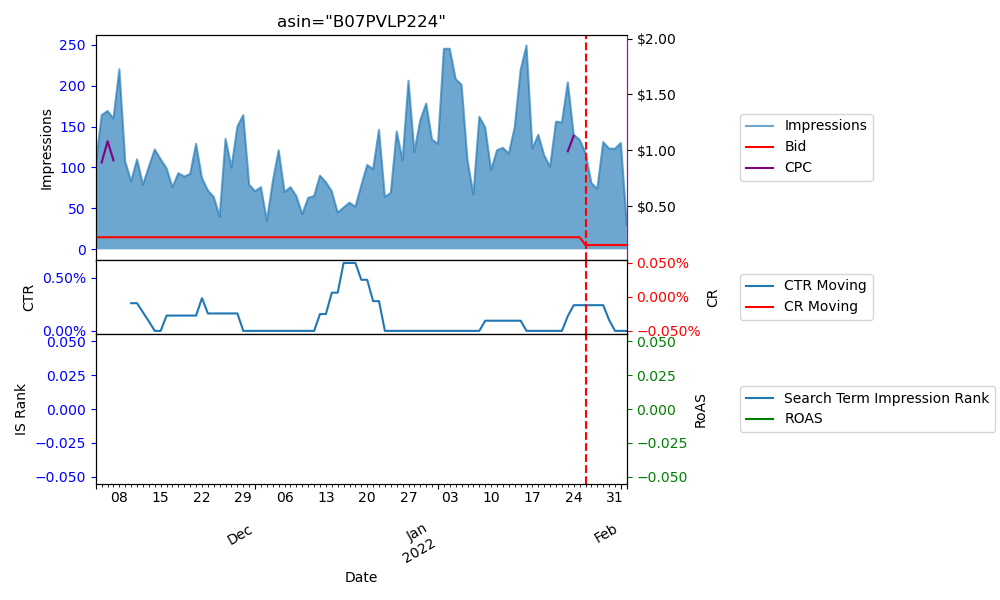 asin="B07PVLP224"
Impressions
250
200
150
100
50
0
$2.00
$1.50
$1.00
$0.50
Impressions
Bid
CPC
CTR
0.50%
0.00%
0.050%
0.000%
−0.050%
CR
CTR Moving
CR Moving
IS Rank
0.050
0.025
0.000
−0.025
−0.050
0.050
0.025
0.000
−0.025
−0.050
RoAS
Search Term Impression Rank
ROAS
08 15 22 29 06 13 20 27 03 10 17 24 31
Dec
Jan
2022
Feb
Date